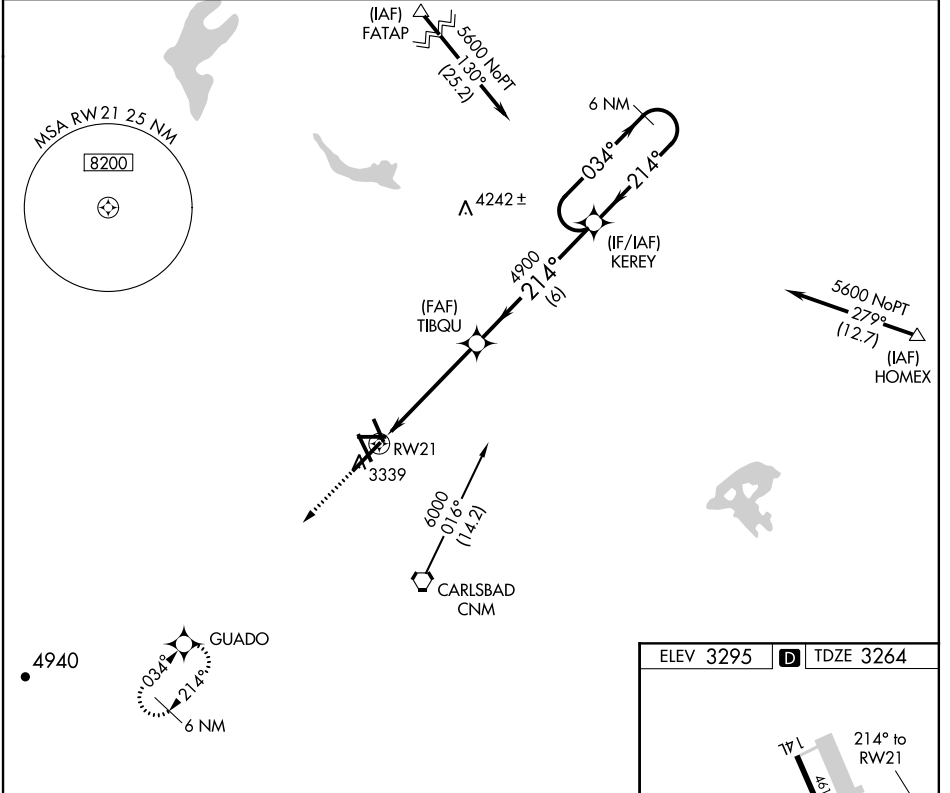 (IAF)
FATAP
5600 NoPT
130°
(25.2)
MSA RW21 25 NM
8200
6 NM
034°
214°
4242 ±
(IF/IAF)
KEREY
4900
214°
(6)
(FAF)
TIBQU
5600 NoPT
279°
(12.7)
(IAF)
HOMEX
RW21
3339
6000
016°
(14.2)
CARLSBAD
CNM
GUADO
4940
034°
214°
6 NM
ELEV 3295 D TDZE 3264
14L
461
214° to
RW21